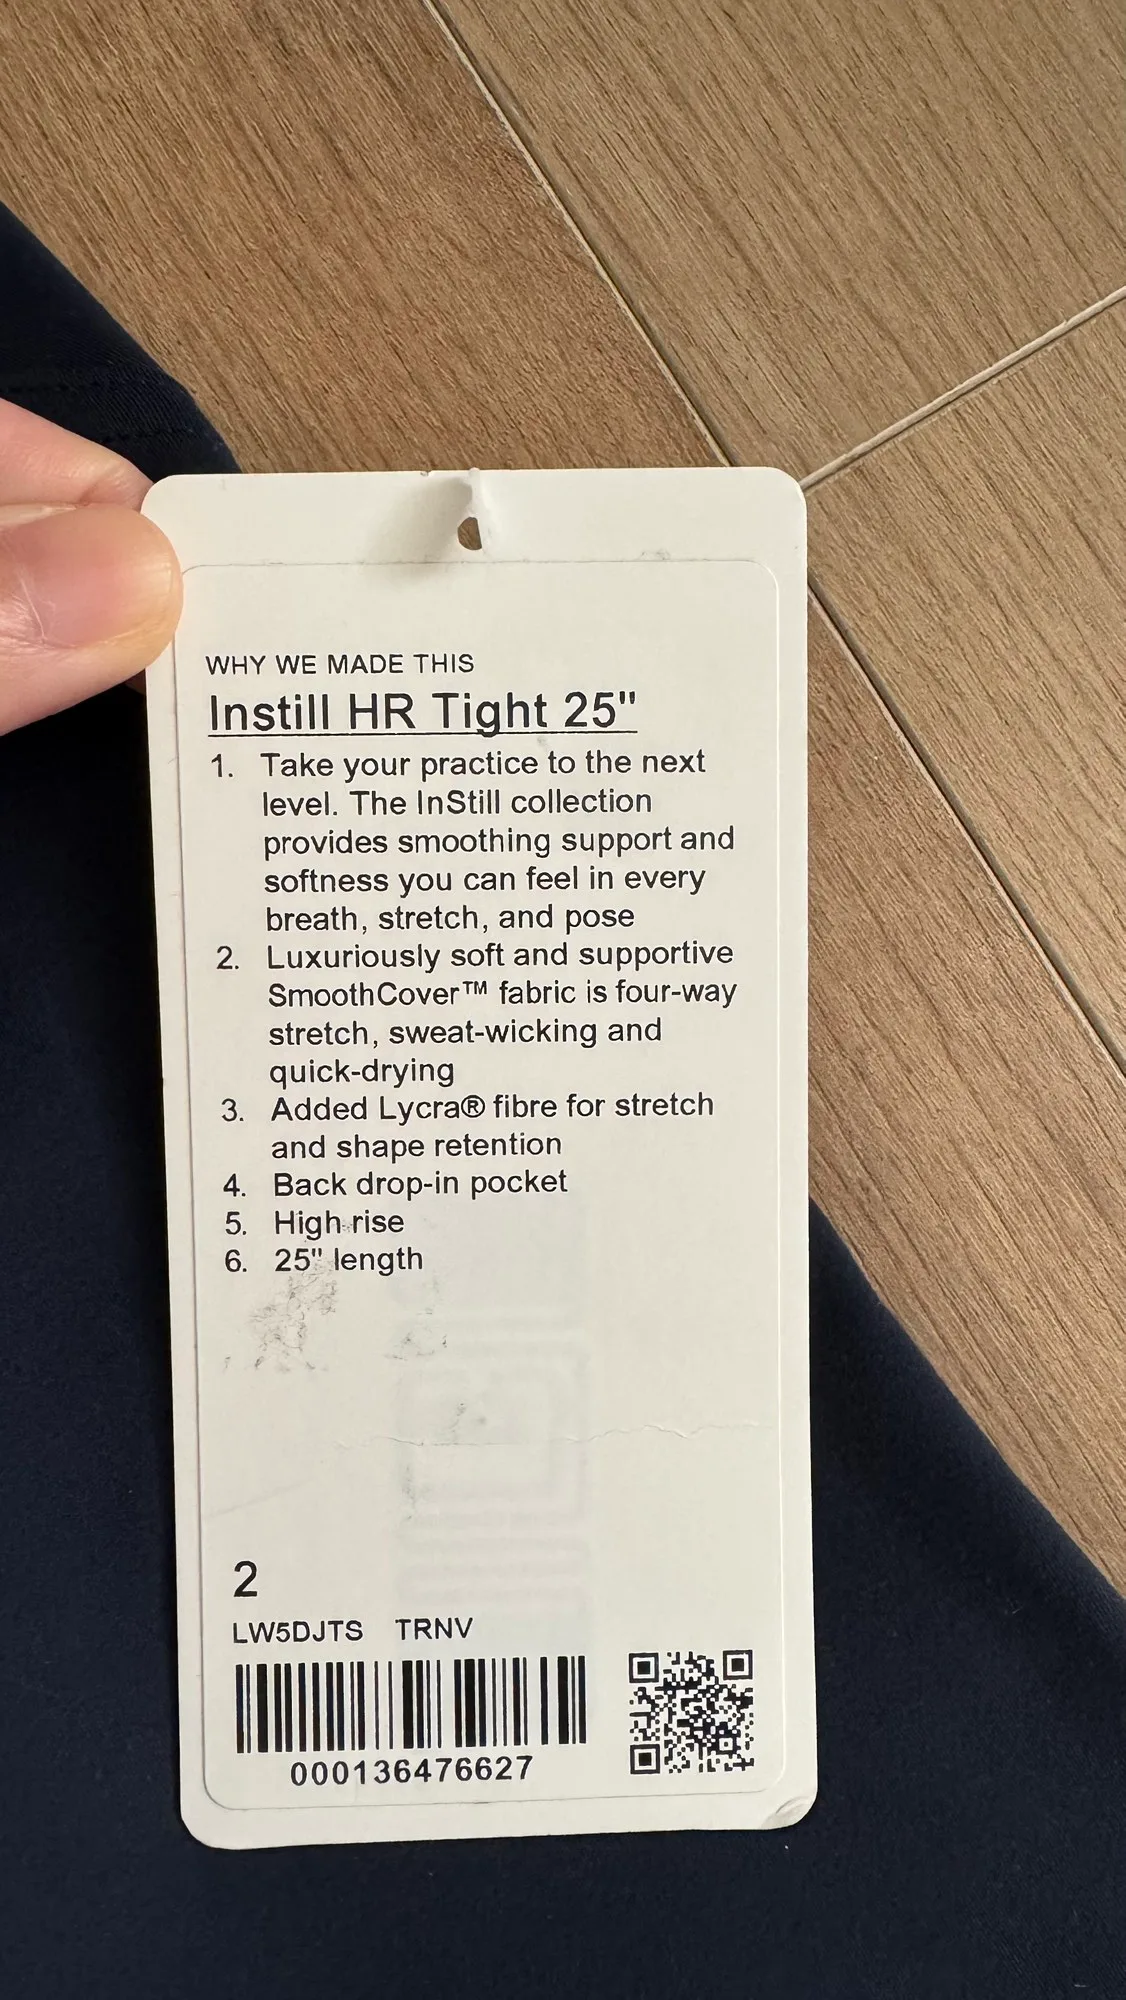 WHY WE MADE THIS
Instill HR Tight 25"
1. Take your practice to the next
level. The InStill collection
provides smoothing support and
softness you can feel in every
breath, stretch, and pose
2. Luxuriously soft and supportive
SmoothCover™ fabric is four-way
stretch, sweat-wicking and
quick-drying
3. Added Lycra® fibre for stretch
and shape retention
4. Back drop-in pocket
5. High rise
6. 25" length
2
LW5DJTS TRNV
000136476627